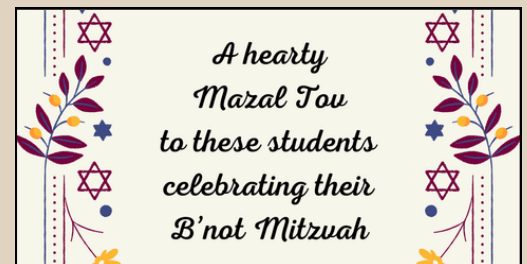 A hearty
Mazal Tov
to these students
celebrating their
B'not Mitzvah